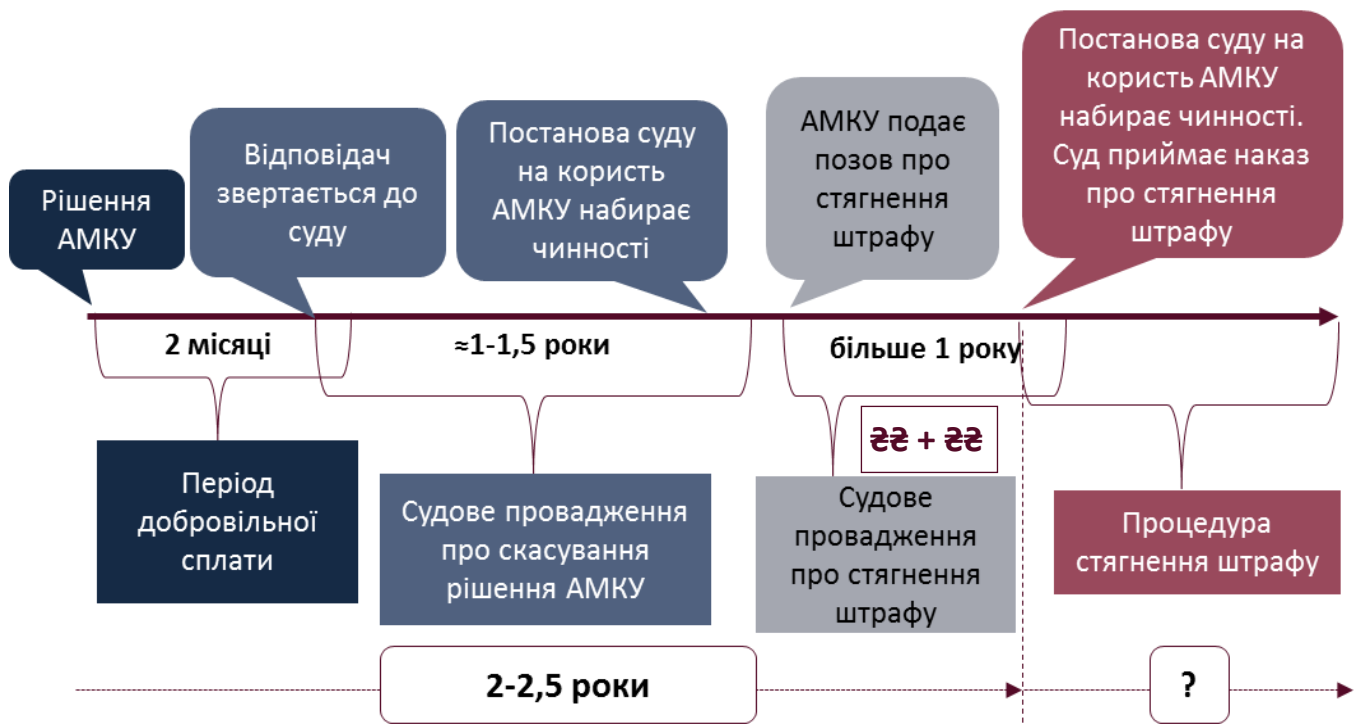 Рішення
АМКУ
Відповідач
звертається до
суду
Постанова суду
на користь
АМКУ набирає
чинності
АМКУ подає
позов про
стягнення
штрафу
Постанова суду на
користь АМКУ
набирає чинності.
Суд приймає наказ
про стягнення
штрафу
2 місяці
≈1-1,5 роки
більше 1 року
₴₴ + ₴₴
Період
добровільної
сплати
Судове провадження
про скасування
рішення АМКУ
Судове
провадження
про стягнення
штрафу
Процедура
стягнення штрафу
2-2,5 роки
?